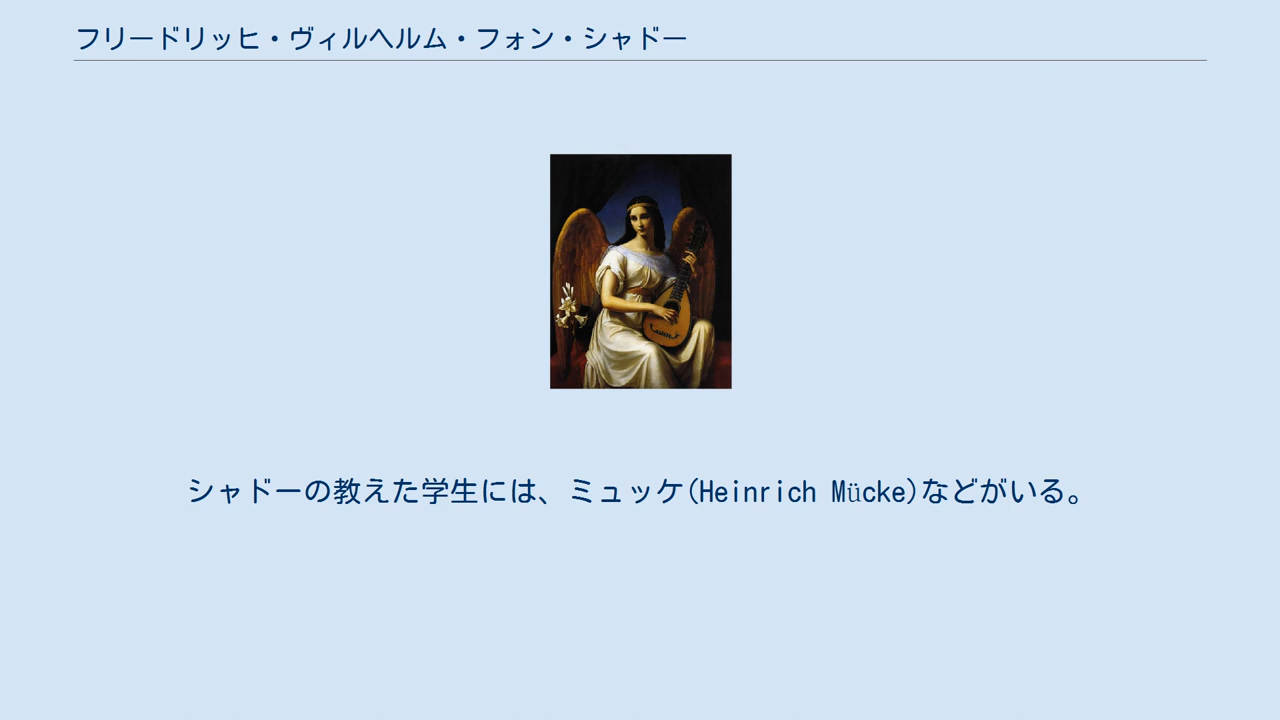 フリードリッヒ・ヴィルヘルム・フォン・シャドー
シャドーの教えた学生には、ミュッケ(Heinrich Mücke)などがいる。